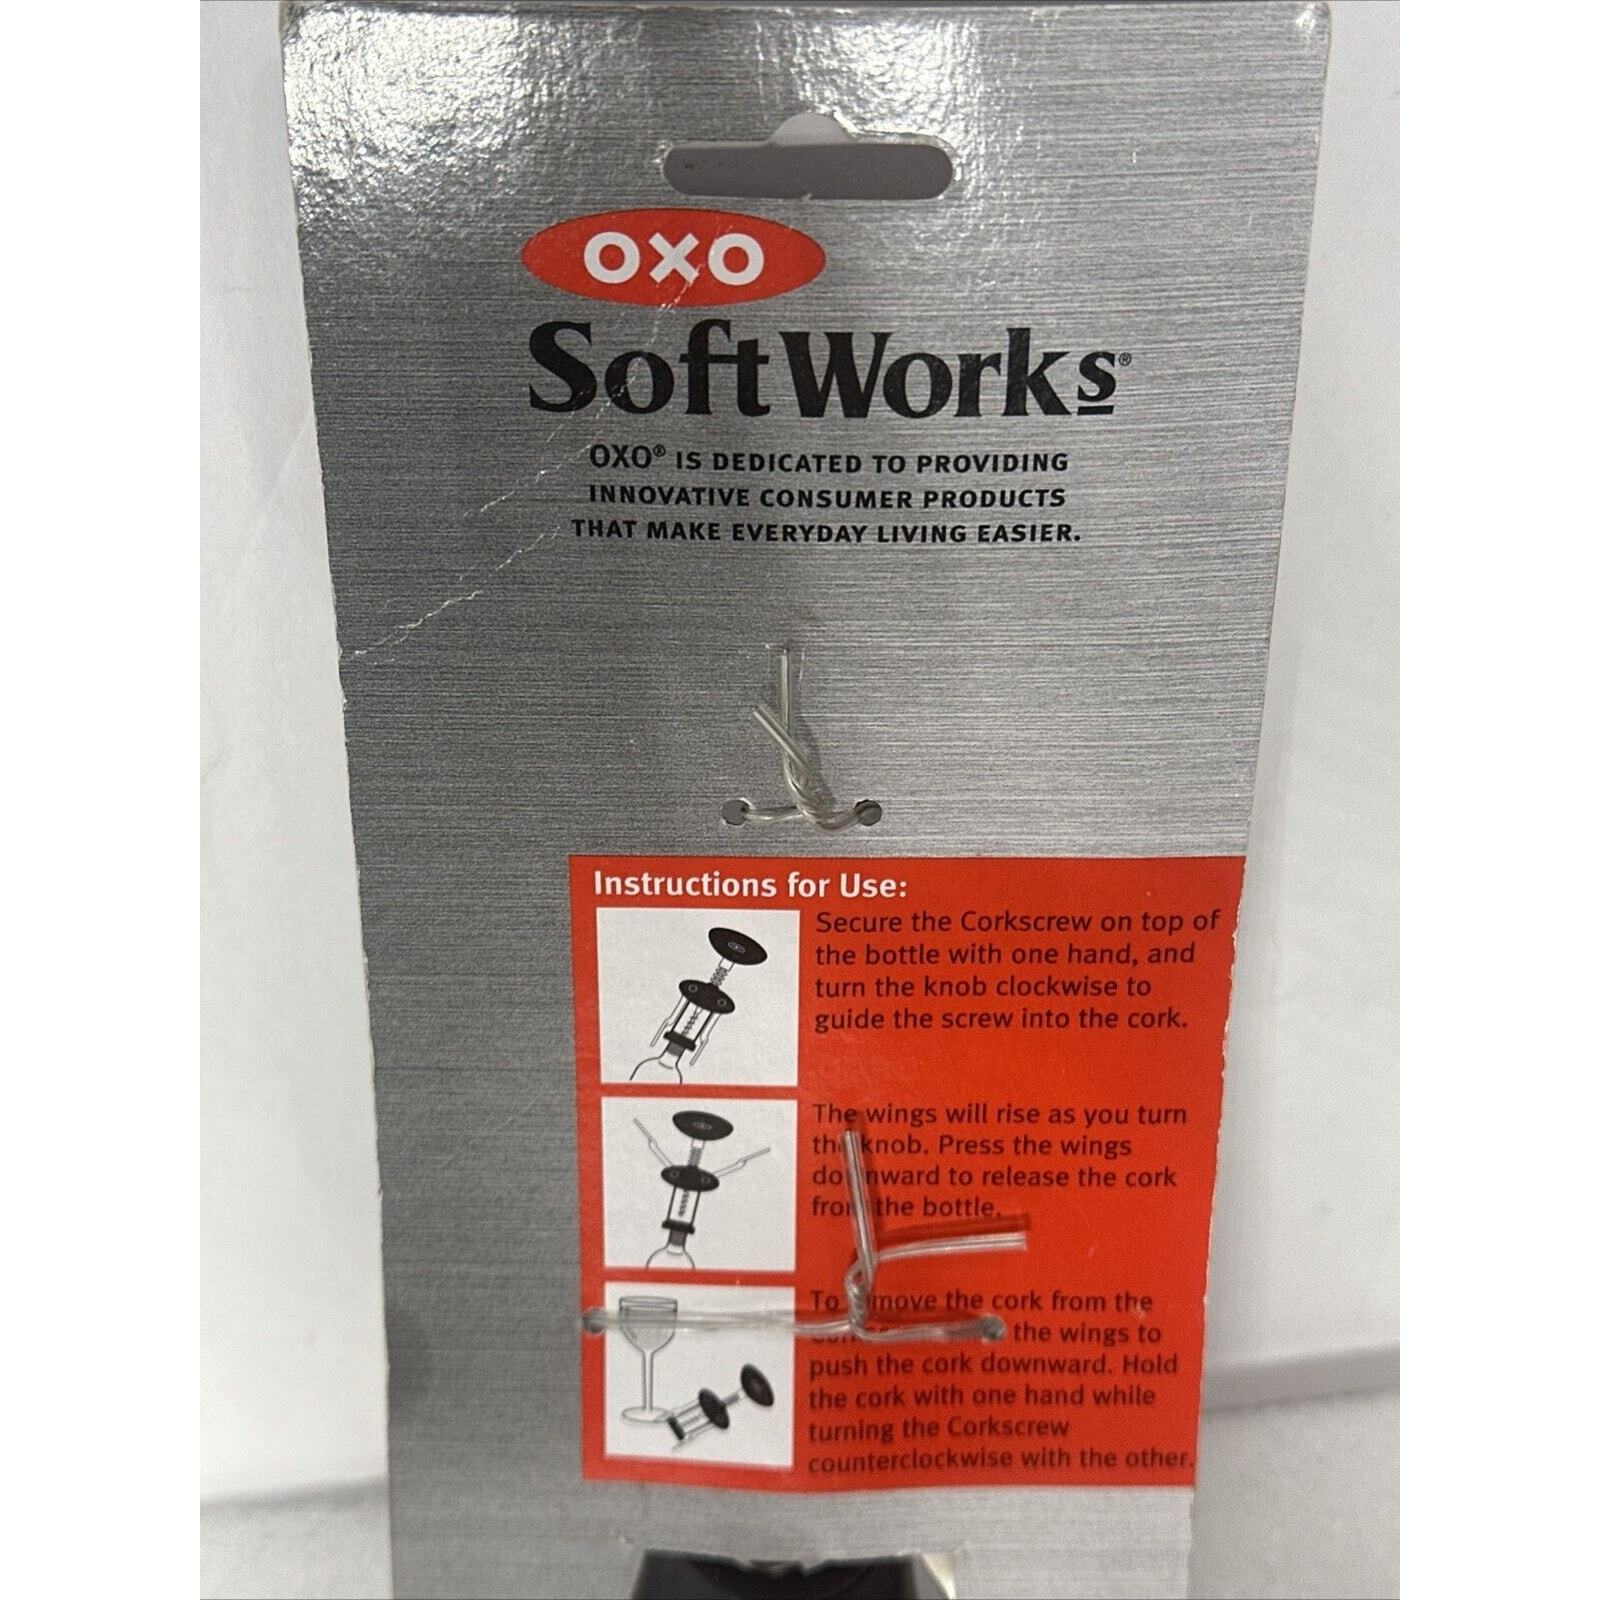 OXO
SoftWorks®
OXO® IS DEDICATED TO PROVIDING
INNOVATIVE CONSUMER PRODUCTS
THAT MAKE EVERYDAY LIVING EASIER.
Instructions for Use:
Secure the Corkscrew on top of
the bottle with one hand, and
turn the knob clockwise to
guide the screw into the cork.
The wings will rise as you turn
the knob. Press the wings
downward to release the cork
from the bottle.
To remove the cork from the
the wings to
push the cork downward. Hold
the cork with one hand while
turning the Corkscrew
counterclockwise with the other.